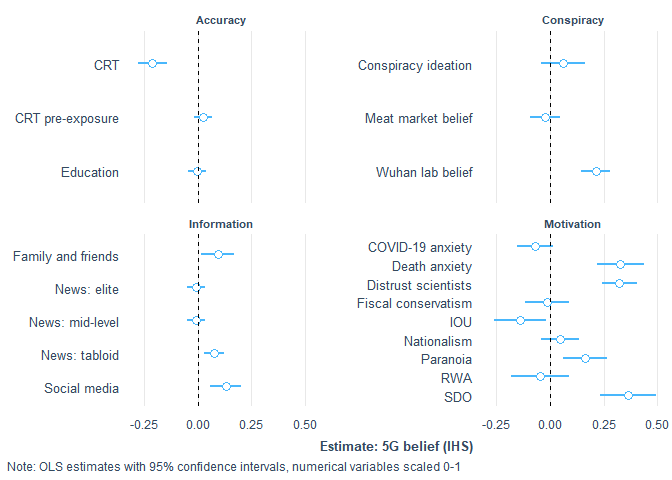 Accuracy
CRT
CRT pre-exposure
Education
Conspiracy
Conspiracy ideation
Meat market belief
Wuhan lab belief
Information
Family and friends
News: elite
News: mid-level
News: tabloid
Social media
-0.25 0.00 0.25 0.50
Motivation
COVID-19 anxiety
Death anxiety
Distrust scientists
Fiscal conservatism
IOU
Nationalism
Paranoia
RWA
SDO
-0.25 0.00 0.25 0.50
Estimate: 5G belief (IHS)
Note: OLS estimates with 95% confidence intervals, numerical variables scaled 0-1